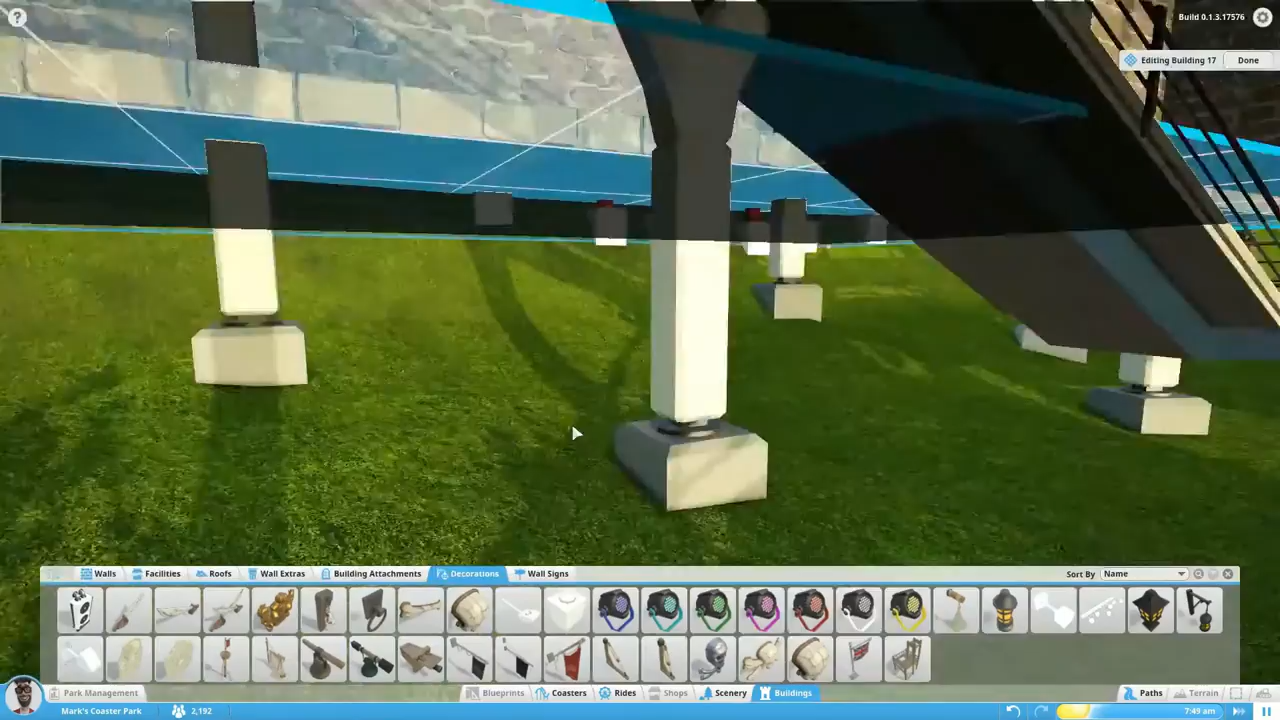 ?
Build 0.1.3.17576
Editing Building 17 Done
Walls Facilities Roofs Wall Extras Building Attachments Decorations Wall Signs Sort By Name
Park Management Blueprints Coasters Rides Shops Scenery Buildings Paths Terrain
Mark's Coaster Park 2,192 7:49 am